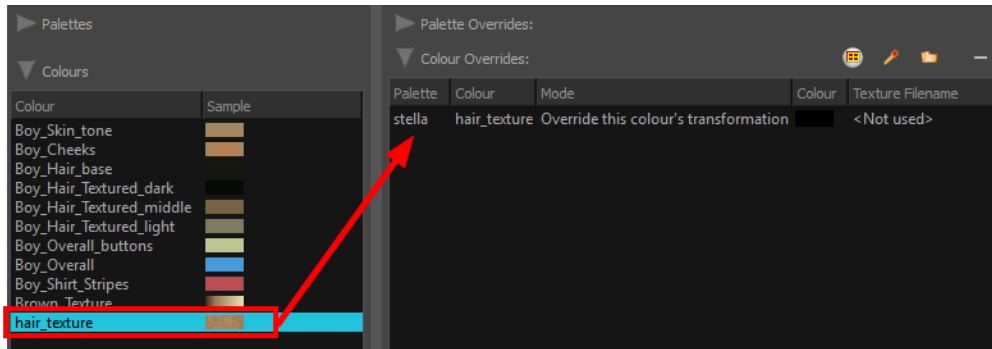 Palettes
Colours
Colour Sample
Boy_Skin_tone
Boy_Cheeks
Boy_Hair_base
Boy_Hair_Textured_dark
Boy_Hair_Textured_middle
Boy_Hair_Textured_light
Boy_Overall_buttons
Boy_Overall
Boy_Shirt_Stripes
Brown_Texture
hair_texture
Palette Overrides:
Colour Overrides:
Palette Colour Mode Colour Texture Filename
stella hair_texture Override this colour's transformation <Not used>